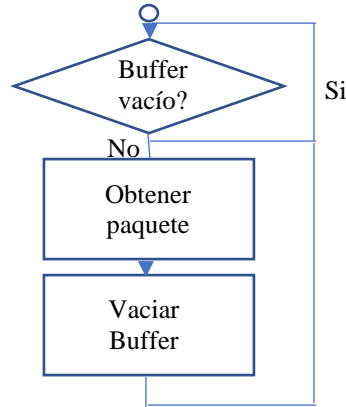 Buffer
vacío?
Si
No
Obtener
paquete
Vaciar
Buffer